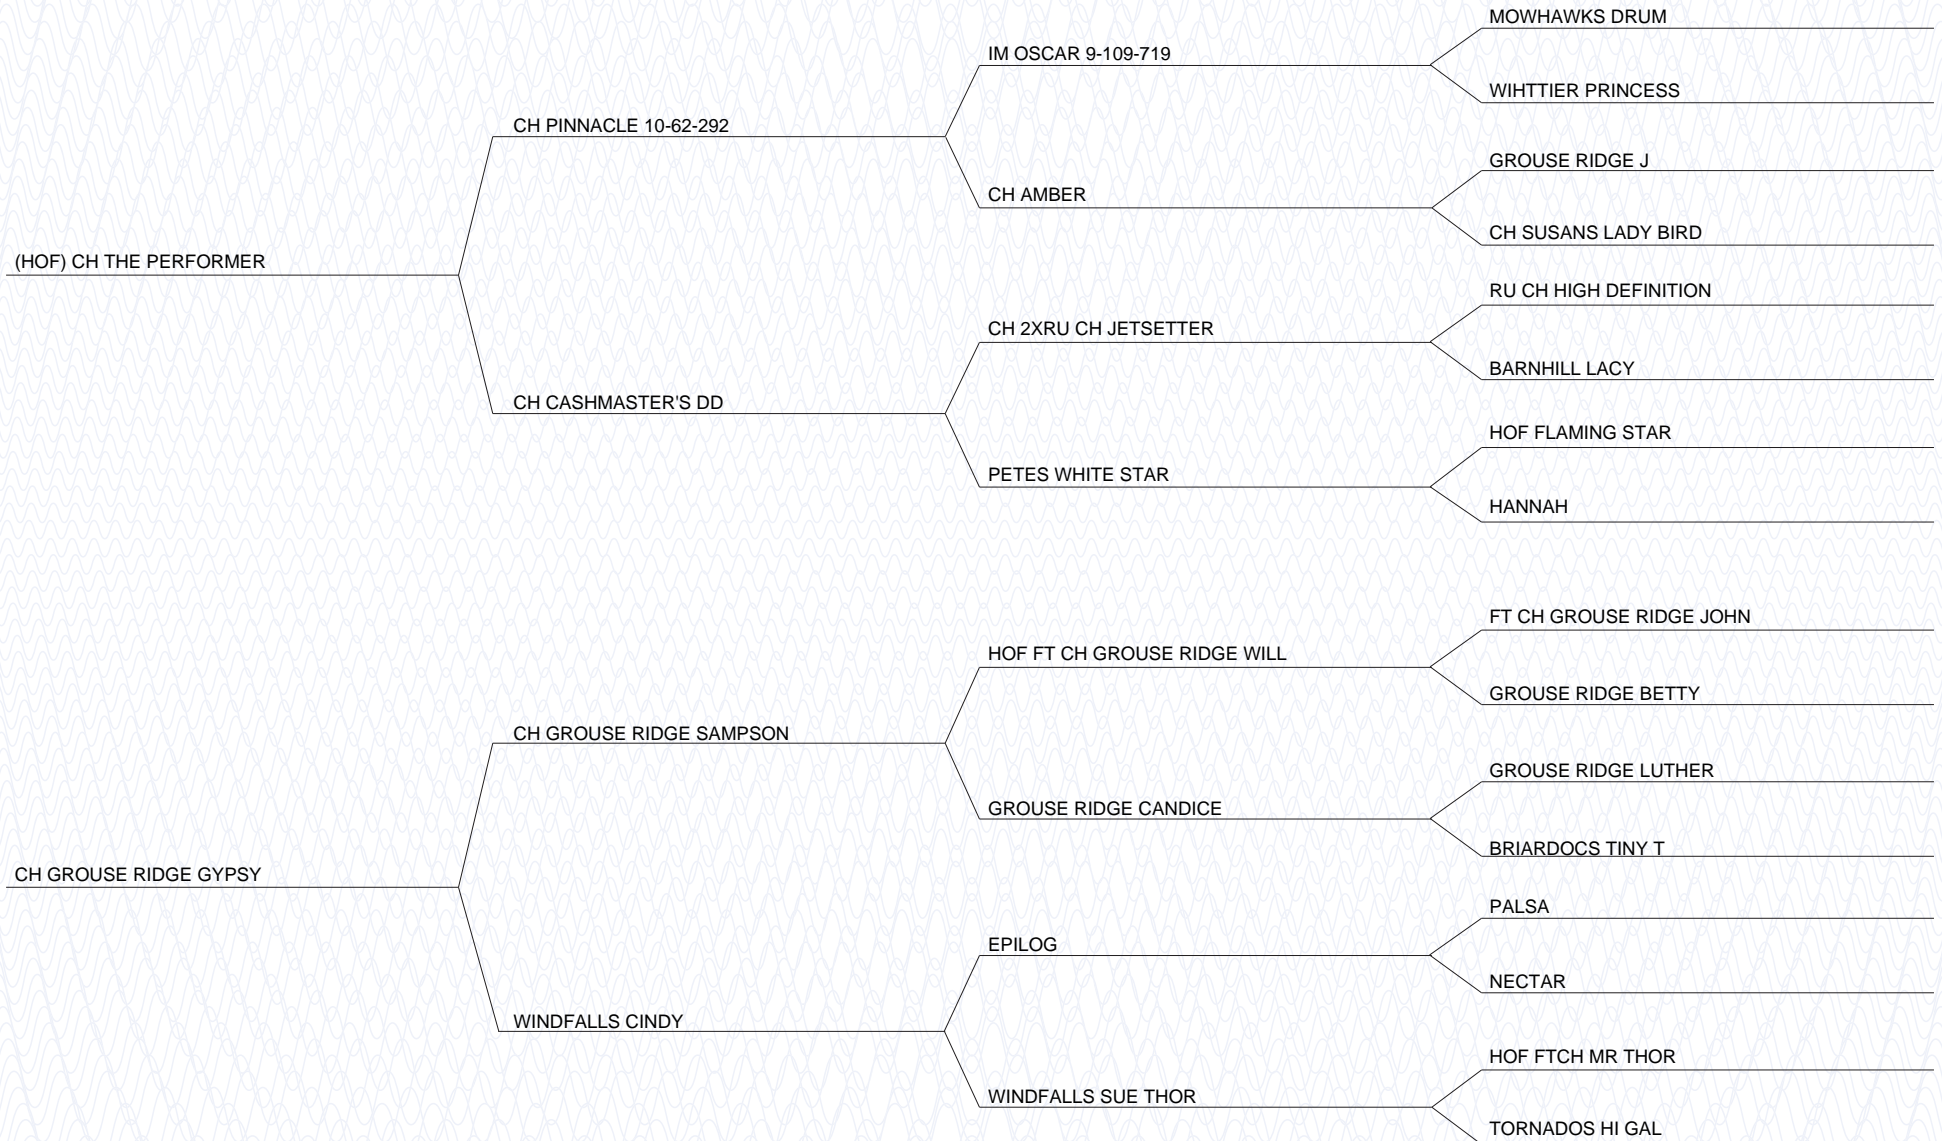 MOWHAWKS DRUM
IM OSCAR 9-109-719
WIHTTIER PRINCESS
CH PINNACLE 10-62-292
GROUSE RIDGE J
CH AMBER
CH SUSANS LADY BIRD
(HOF) CH THE PERFORMER
RU CH HIGH DEFINITION
CH 2XRU CH JETSETTER
BARNHILL LACY
CH CASHMASTER'S DD
HOF FLAMING STAR
PETES WHITE STAR
HANNAH
FT CH GROUSE RIDGE JOHN
HOF FT CH GROUSE RIDGE WILL
GROUSE RIDGE BETTY
CH GROUSE RIDGE SAMPSON
GROUSE RIDGE LUTHER
GROUSE RIDGE CANDICE
BRIARDOCS TINY T
CH GROUSE RIDGE GYPSY
PALSA
EPILOG
NECTAR
WINDFALLS CINDY
HOF FTCH MR THOR
WINDFALLS SUE THOR
TORNADOS HI GAL